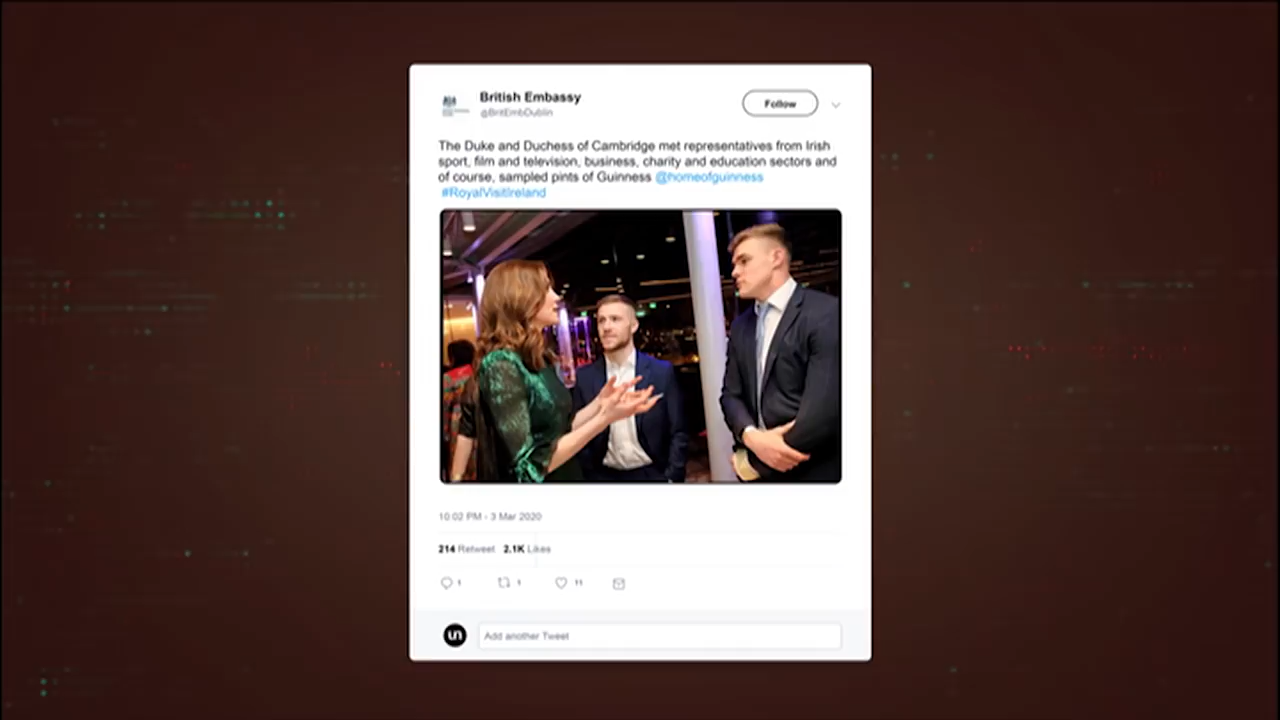 British Embassy
@BritEmbDublin
Follow
The Duke and Duchess of Cambridge met representatives from Irish
sport, film and television, business, charity and education sectors and
of course, sampled pints of Guinness @homeofguinness
#RoyalVisitIreland
10:02 PM - 3 Mar 2020
214 Retweet 2.1K Likes
1 1 11
un
Add another Tweet